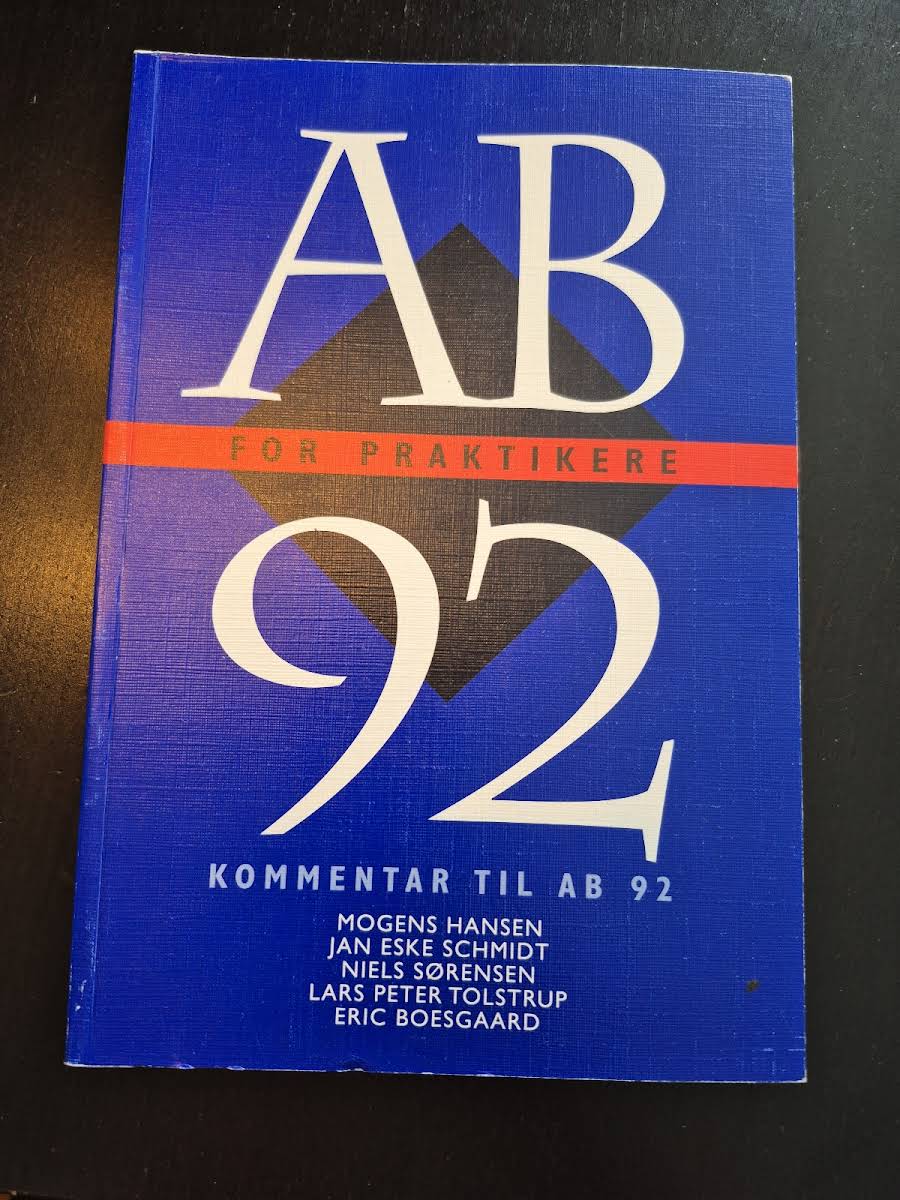 AB
FOR PRAKTIKERE
92
KOMMENTAR TIL AB 92
MOGENS HANSEN
JAN ESKE SCHMIDT
NIELS SØRENSEN
LARS PETER TOLSTRUP
ERIC BOESGAARD